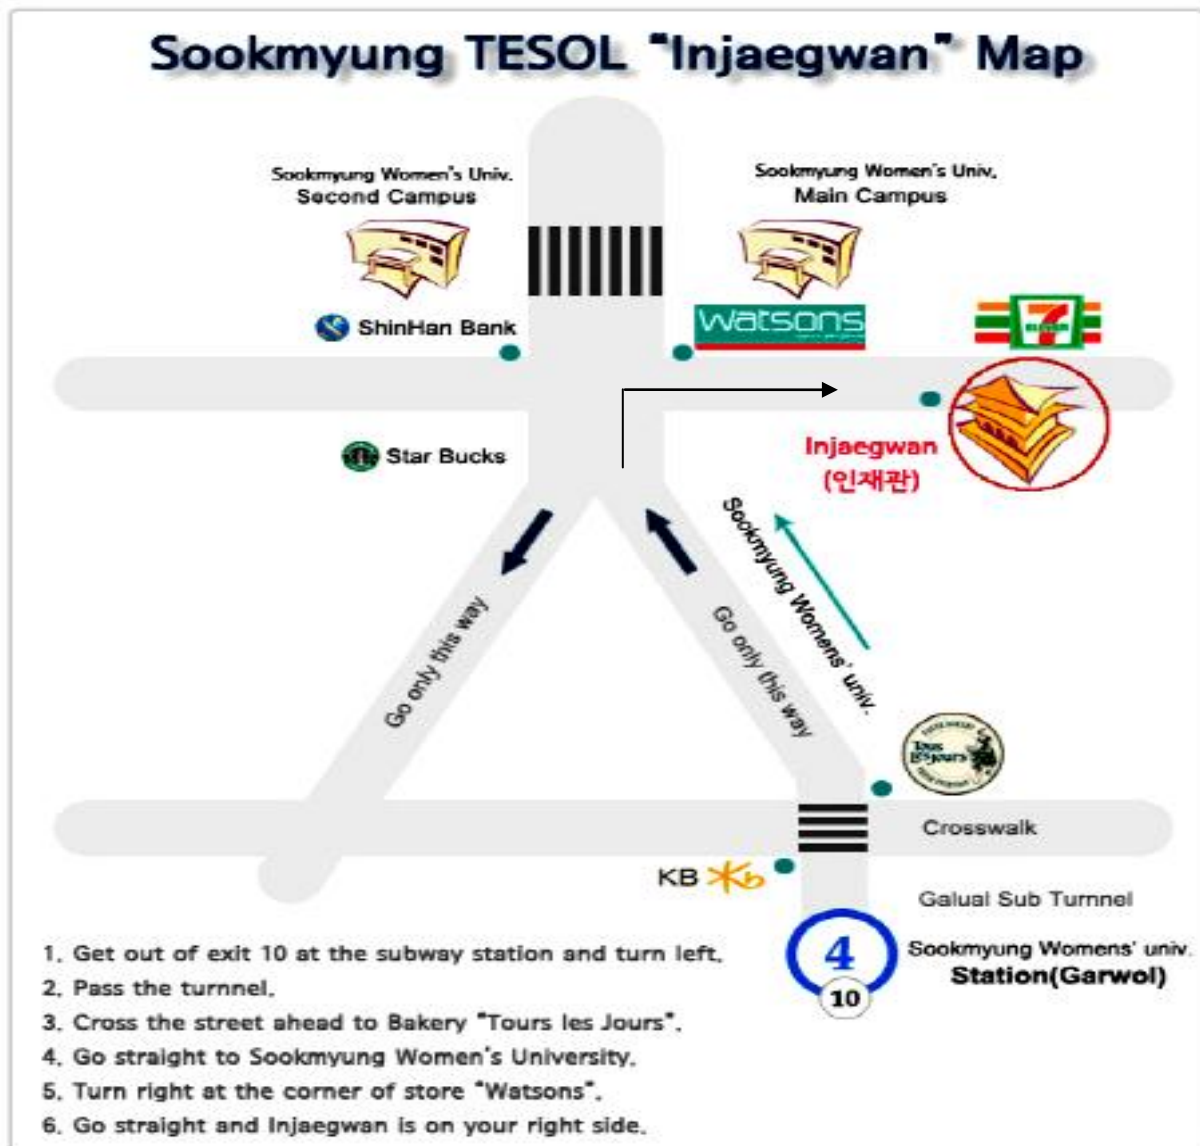 Sookmyung TESOL "Injaegwan" Map
Sookmyung Women's Univ.
Second Campus
Sookmyung Women's Univ.
Main Campus
ShinHan Bank
watsons
7
ELEVEN
Star Bucks
Injaegwan
(인재관)
Sookmyung Womens' univ.
Go only this way
Go only this way
Tous
Les Jours
Crosswalk
KB
Galual Sub Turnnel
4
10
Sookmyung Womens' univ.
Station(Garwol)
1. Get out of exit 10 at the subway station and turn left.
2. Pass the turnnel.
3. Cross the street ahead to Bakery "Tours les Jours".
4. Go straight to Sookmyung Women's University.
5. Turn right at the corner of store "Watsons".
6. Go straight and Injaegwan is on your right side.